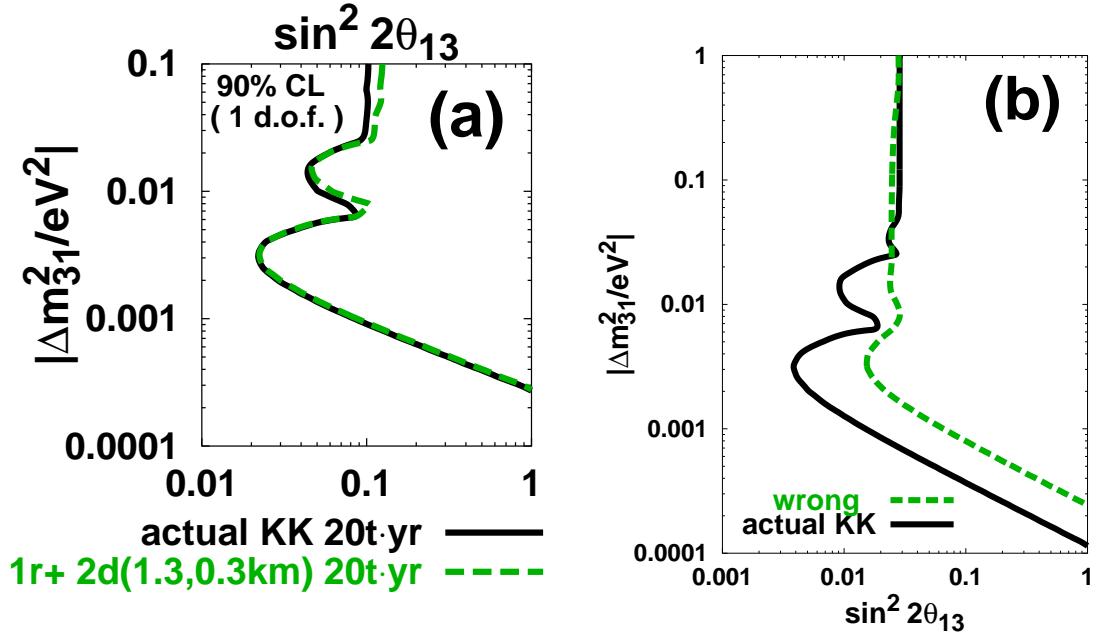 sin² 2θ₁₃
90% CL
( 1 d.o.f. )
(a)
|Δm²₃₁/eV²|
0.1
0.01
0.001
0.0001
0.01 0.1 1
actual KK 20t·yr
1r+ 2d(1.3,0.3km) 20t·yr
(b)
|Δm²₃₁/eV²|
1
0.1
0.01
0.001
0.0001
wrong
actual KK
0.001 0.01 0.1 1
sin² 2θ₁₃